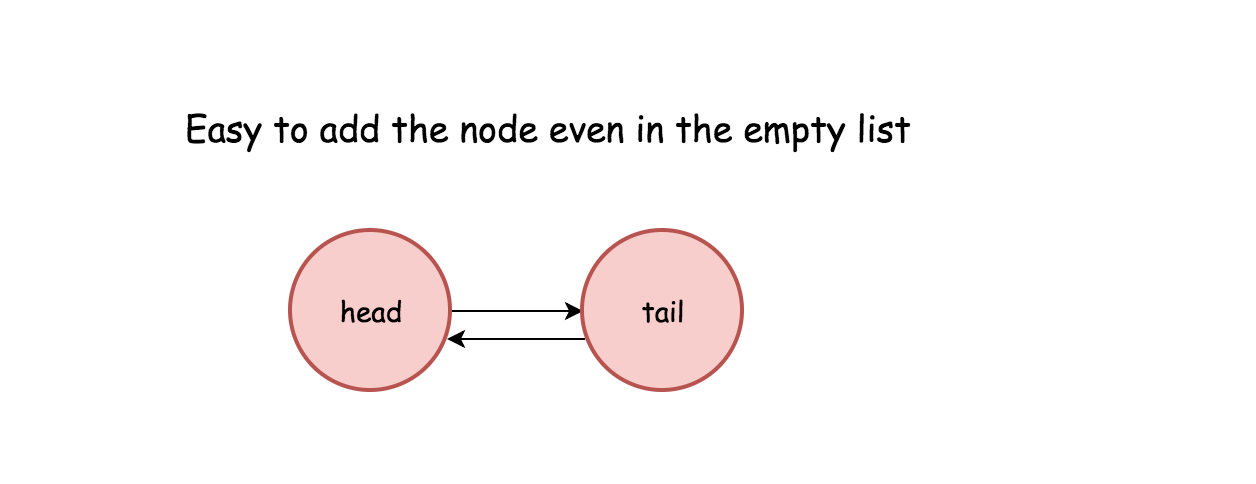 Easy to add the node even in the empty list
head
tail